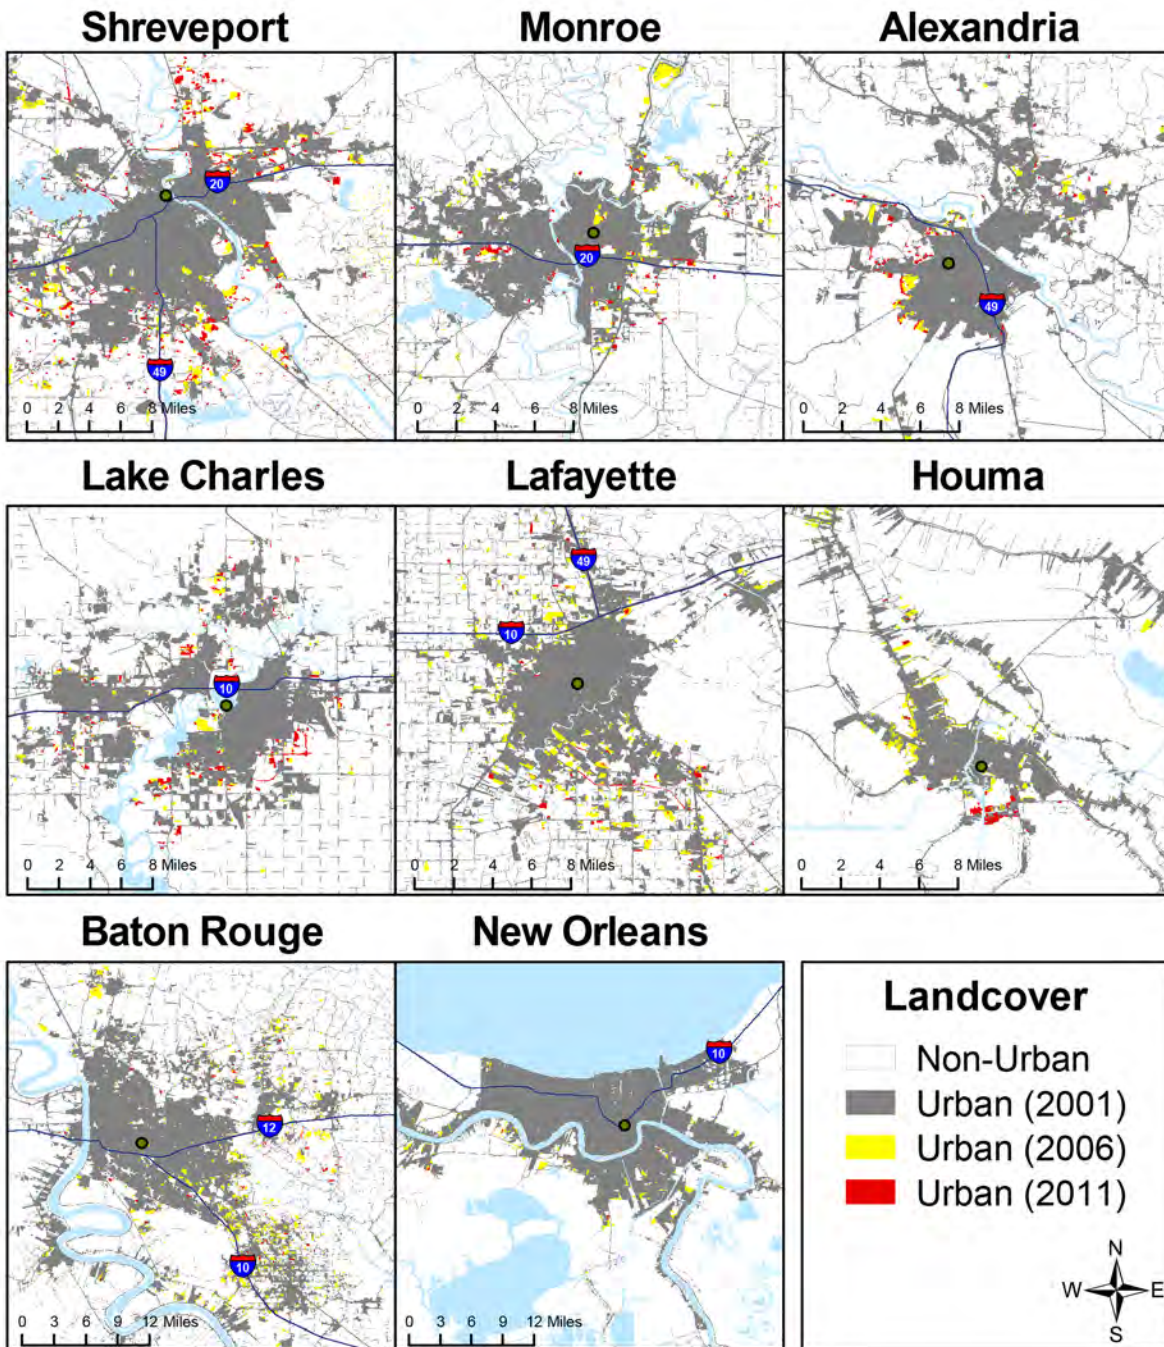 Shreveport Monroe Alexandria
20
49
0 2 4 6 8 Miles
20
0 2 4 6 8 Miles
49
0 2 4 6 8 Miles
Lake Charles Lafayette Houma
10
0 2 4 6 8 Miles
49
10
0 2 4 6 8 Miles
0 2 4 6 8 Miles
Baton Rouge New Orleans
12
10
0 3 6 9 12 Miles
10
0 3 6 9 12 Miles
Landcover
Non-Urban
Urban (2001)
Urban (2006)
Urban (2011)
N
W E
S